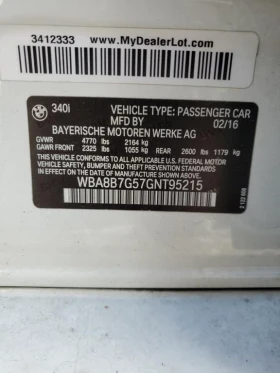 3412333 www.MyDealerLot.com
340i VEHICLE TYPE: PASSENGER CAR
MFD BY 02/16
BAYERISCHE MOTOREN WERKE AG
GVWR 4770 lbs 2164 kg
GAWR FRONT 2325 lbs 1055 kg REAR 2600 lbs 1179 kg
THIS VEHICLE CONFORMS TO ALL APPLICABLE U.S. FEDERAL MOTOR
VEHICLE SAFETY, BUMPER AND THEFT PREVENTION STANDARDS IN
EFFECT ON THE DATE OF MANUFACTURE SHOWN ABOVE.
WBA8B7G57GNT95215